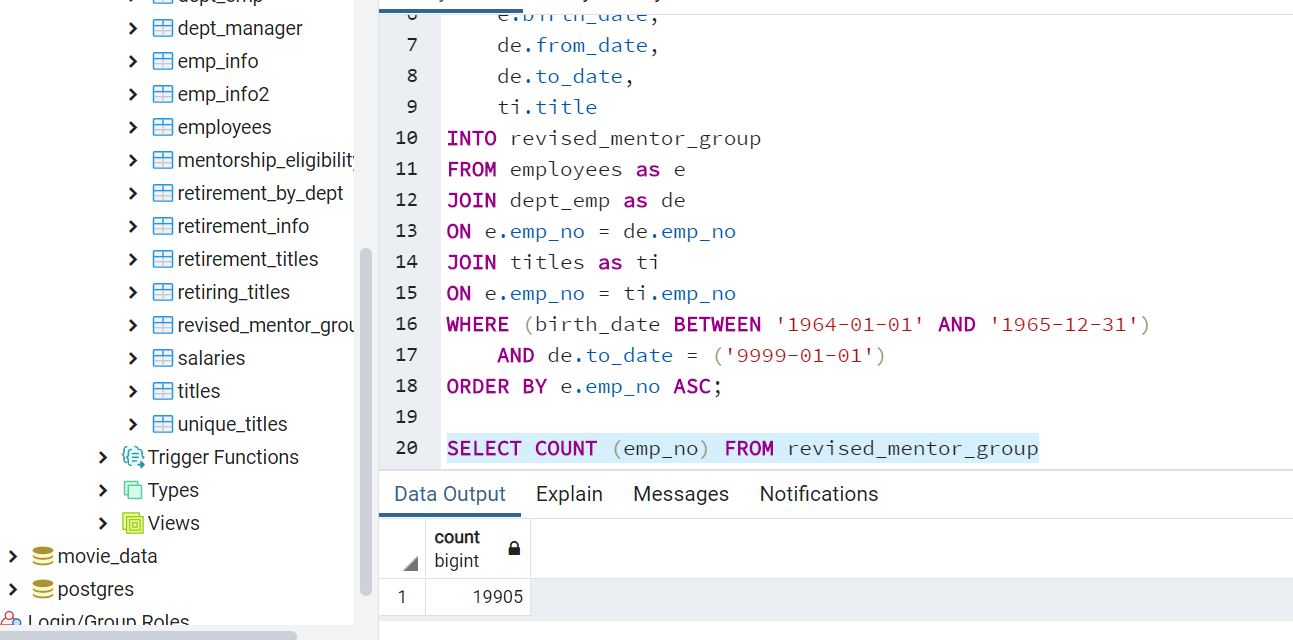 dept_emp
dept_manager
emp_info
emp_info2
employees
mentorship_eligibility
retirement_by_dept
retirement_info
retirement_titles
retiring_titles
revised_mentor_grou
salaries
titles
unique_titles
Trigger Functions
Types
Views
movie_data
postgres
Login/Group Roles
6 e.birth_date,
7 de.from_date,
8 de.to_date,
9 ti.title
10 INTO revised_mentor_group
11 FROM employees as e
12 JOIN dept_emp as de
13 ON e.emp_no = de.emp_no
14 JOIN titles as ti
15 ON e.emp_no = ti.emp_no
16 WHERE (birth_date BETWEEN '1964-01-01' AND '1965-12-31')
17 AND de.to_date = ('9999-01-01')
18 ORDER BY e.emp_no ASC;
19
20 SELECT COUNT (emp_no) FROM revised_mentor_group
Data Output Explain Messages Notifications
count
bigint
1 19905